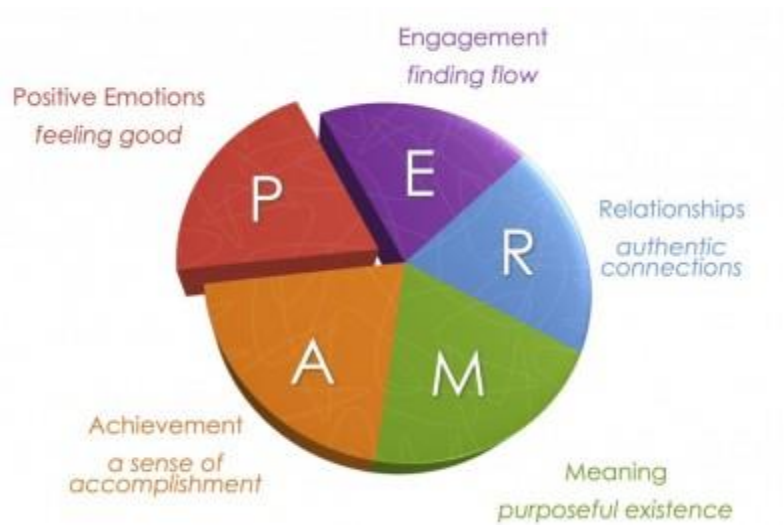 Engagement
finding flow
Positive Emotions
feeling good
P
E
R
Relationships
authentic
connections
A
M
Achievement
a sense of
accomplishment
Meaning
purposeful existence